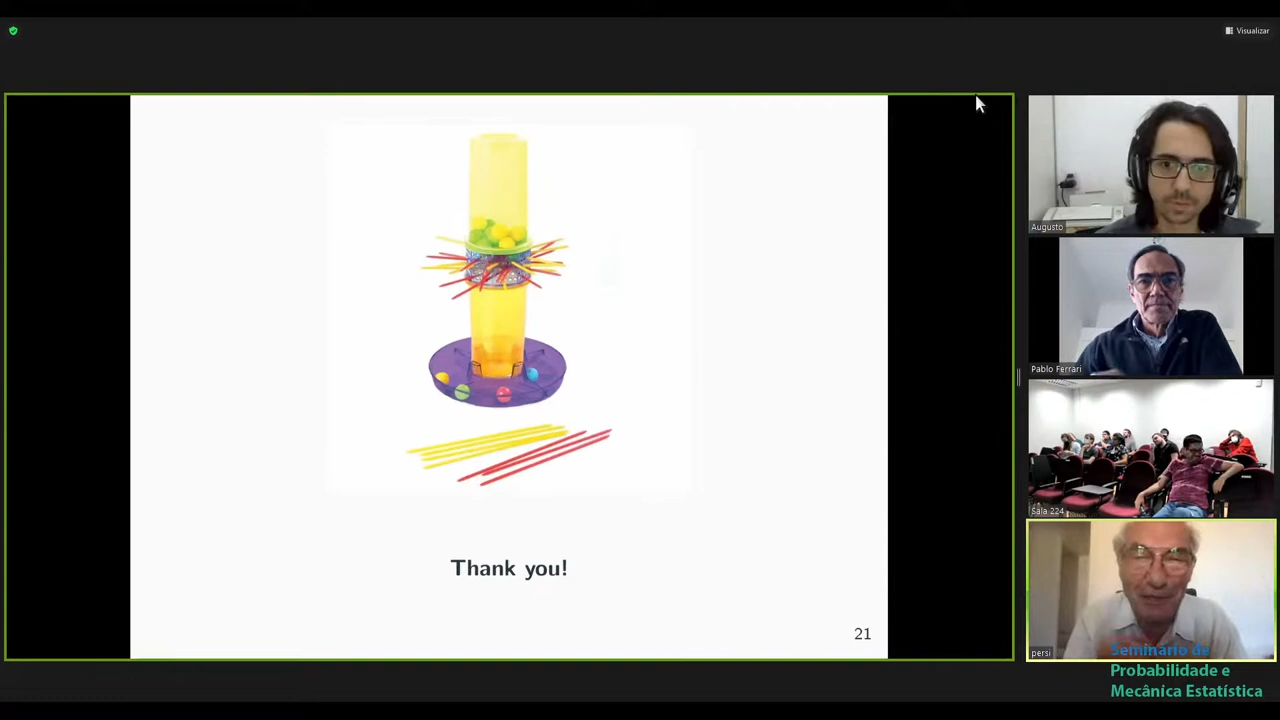 Visualizar
Augusto
Pablo Ferrari
Sala 224
Thank you!
21
persi
Seminário de
Probabilidade e
Mecânica Estatística